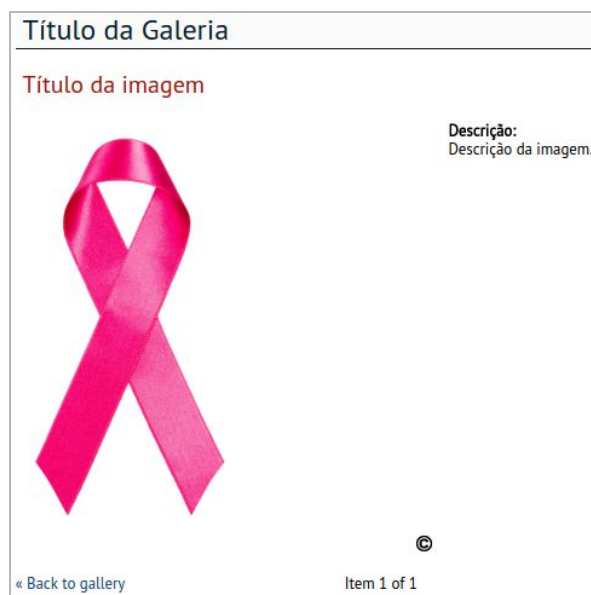 Título da Galeria
Título da imagem
Descrição:
Descrição da imagem.
©
« Back to gallery
Item 1 of 1